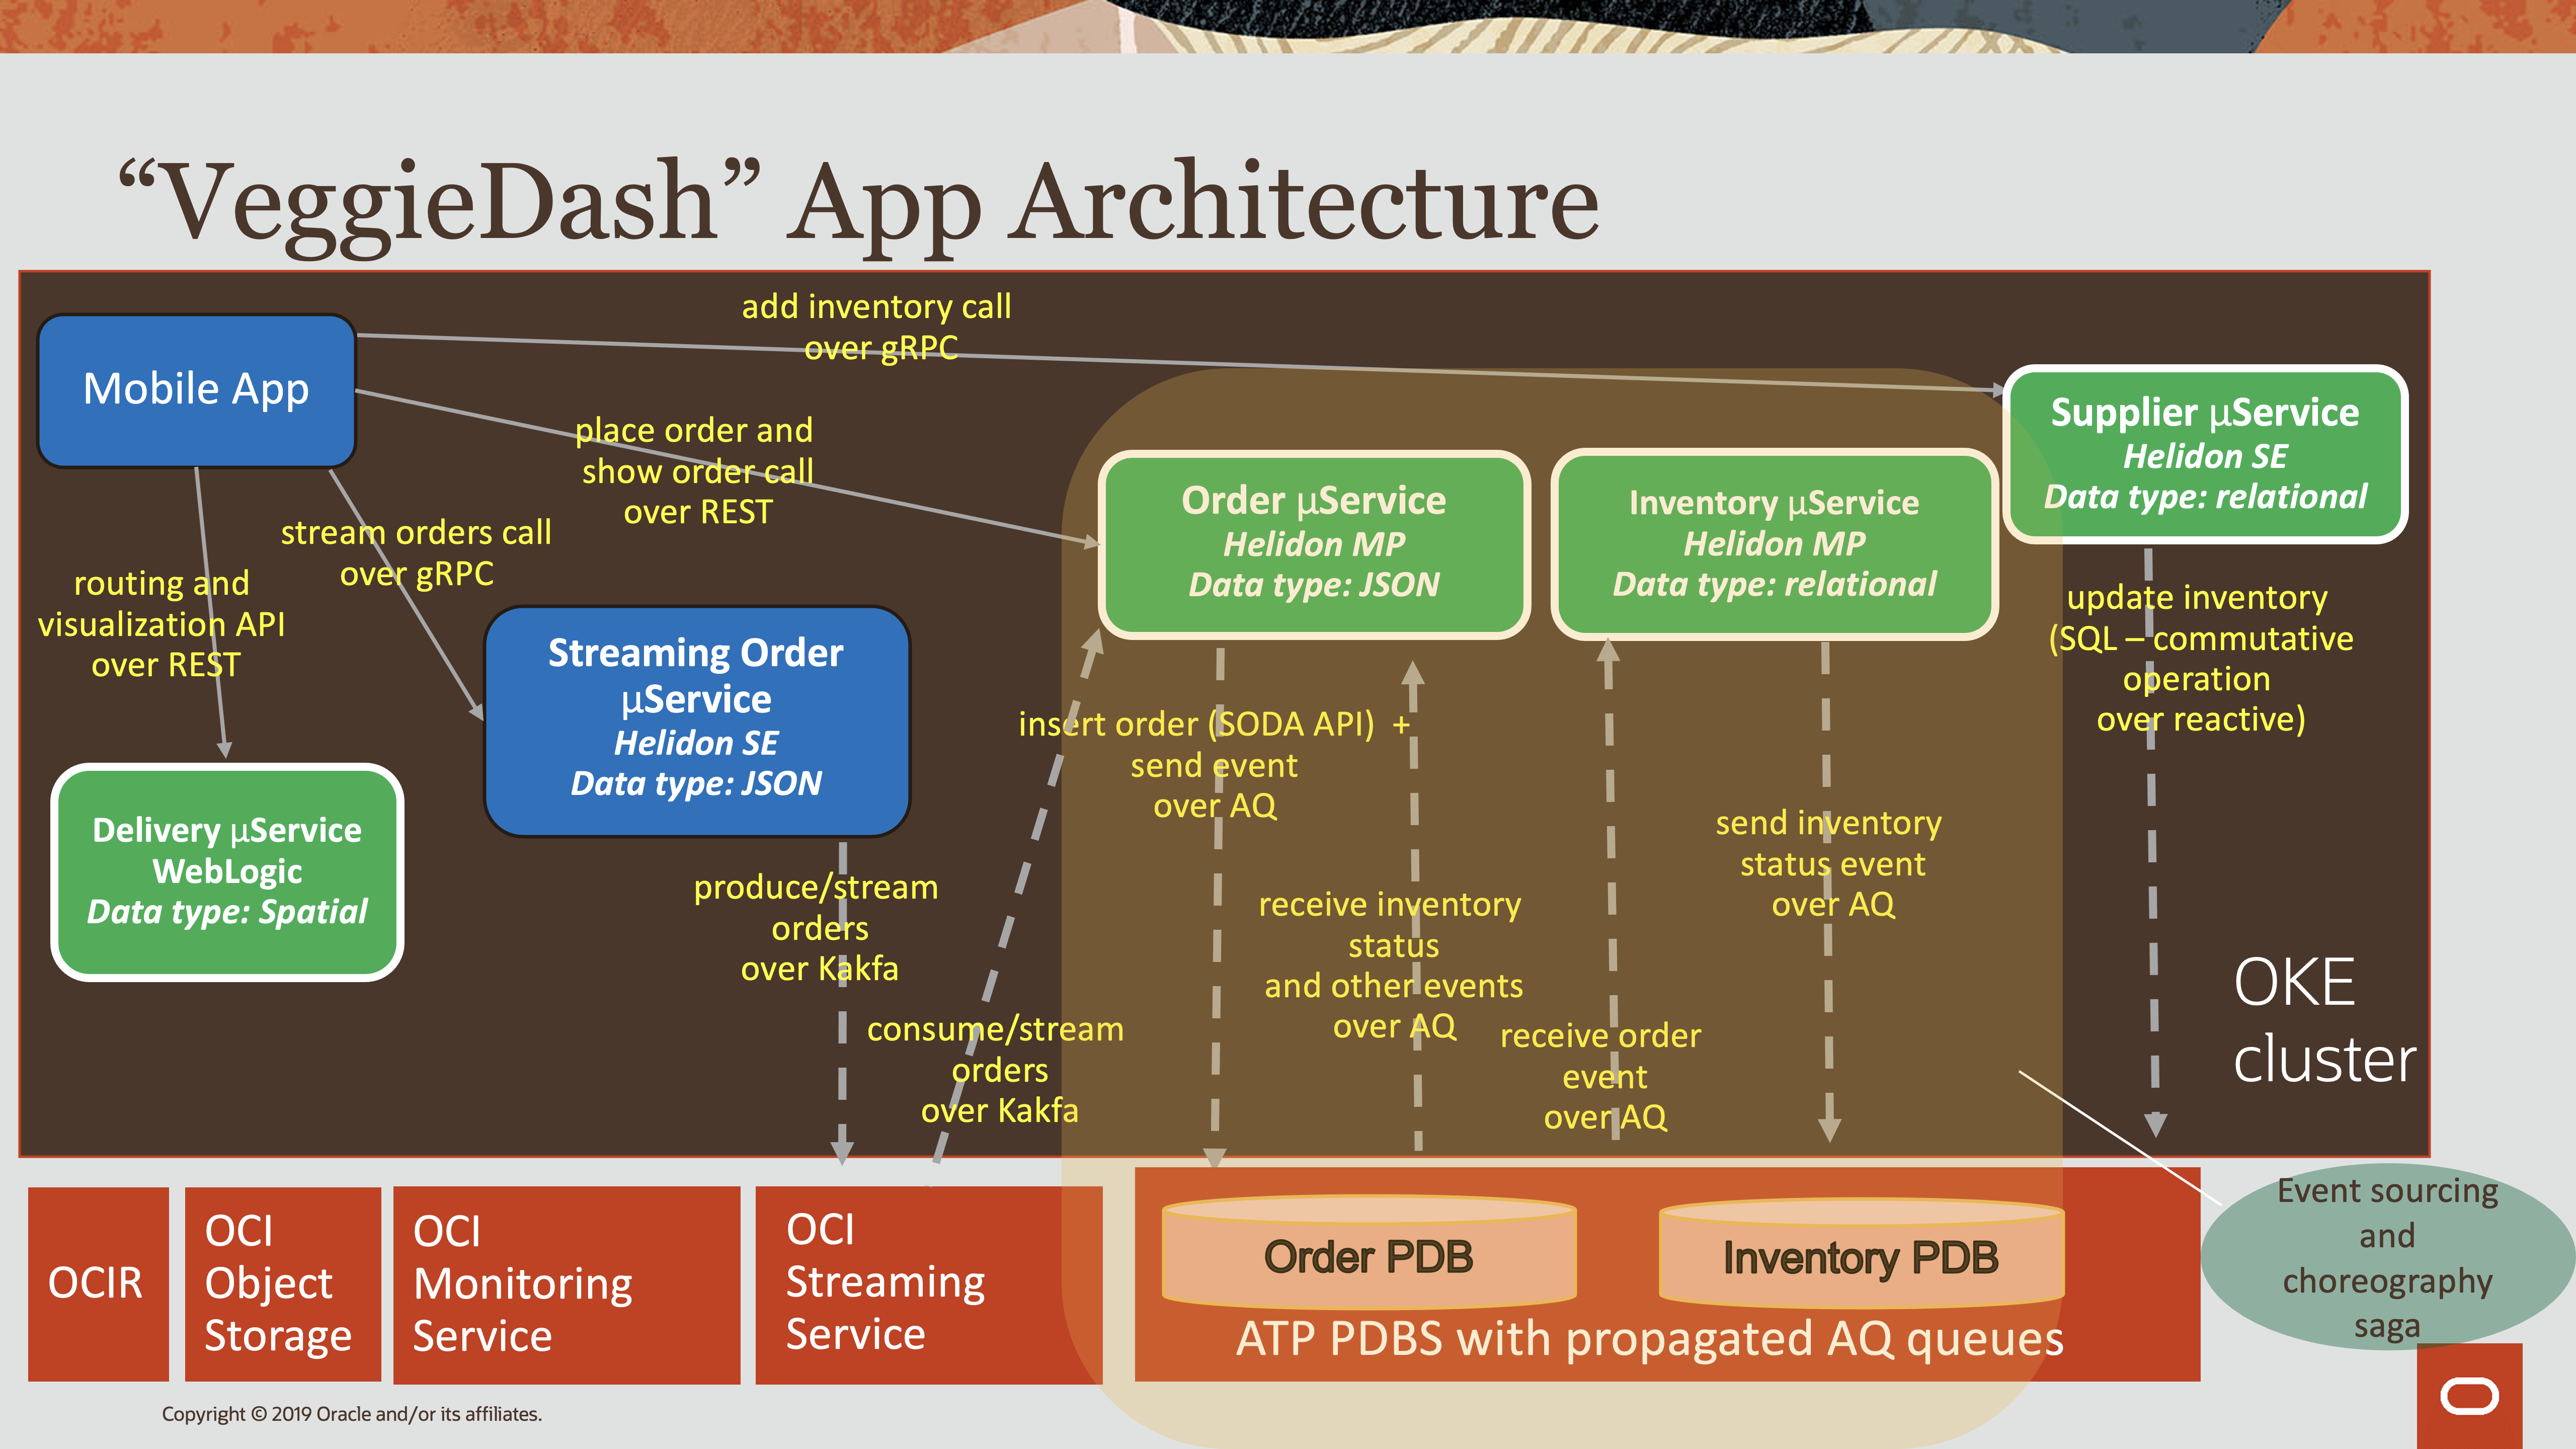 “VeggieDash” App Architecture
add inventory call
over gRPC
Mobile App
place order and
show order call
over REST
Supplier µService
Helidon SE
Data type: relational
Order µService
Helidon MP
Data type: JSON
Inventory µService
Helidon MP
Data type: relational
stream orders call
over gRPC
routing and
visualization API
over REST
Streaming Order
µService
Helidon SE
Data type: JSON
update inventory
(SQL – commutative
operation
over reactive)
insert order (SODA API) +
send event
over AQ
Delivery µService
WebLogic
Data type: Spatial
produce/stream
orders
over Kakfa
receive inventory
status
and other events
over AQ
send inventory
status event
over AQ
consume/stream
orders
over Kakfa
receive order
event
over AQ
OKE
cluster
OCIR
OCI
Object
Storage
OCI
Monitoring
Service
OCI
Streaming
Service
Order PDB
Inventory PDB
ATP PDBS with propagated AQ queues
Event sourcing
and
choreography
saga
Copyright © 2019 Oracle and/or its affiliates.